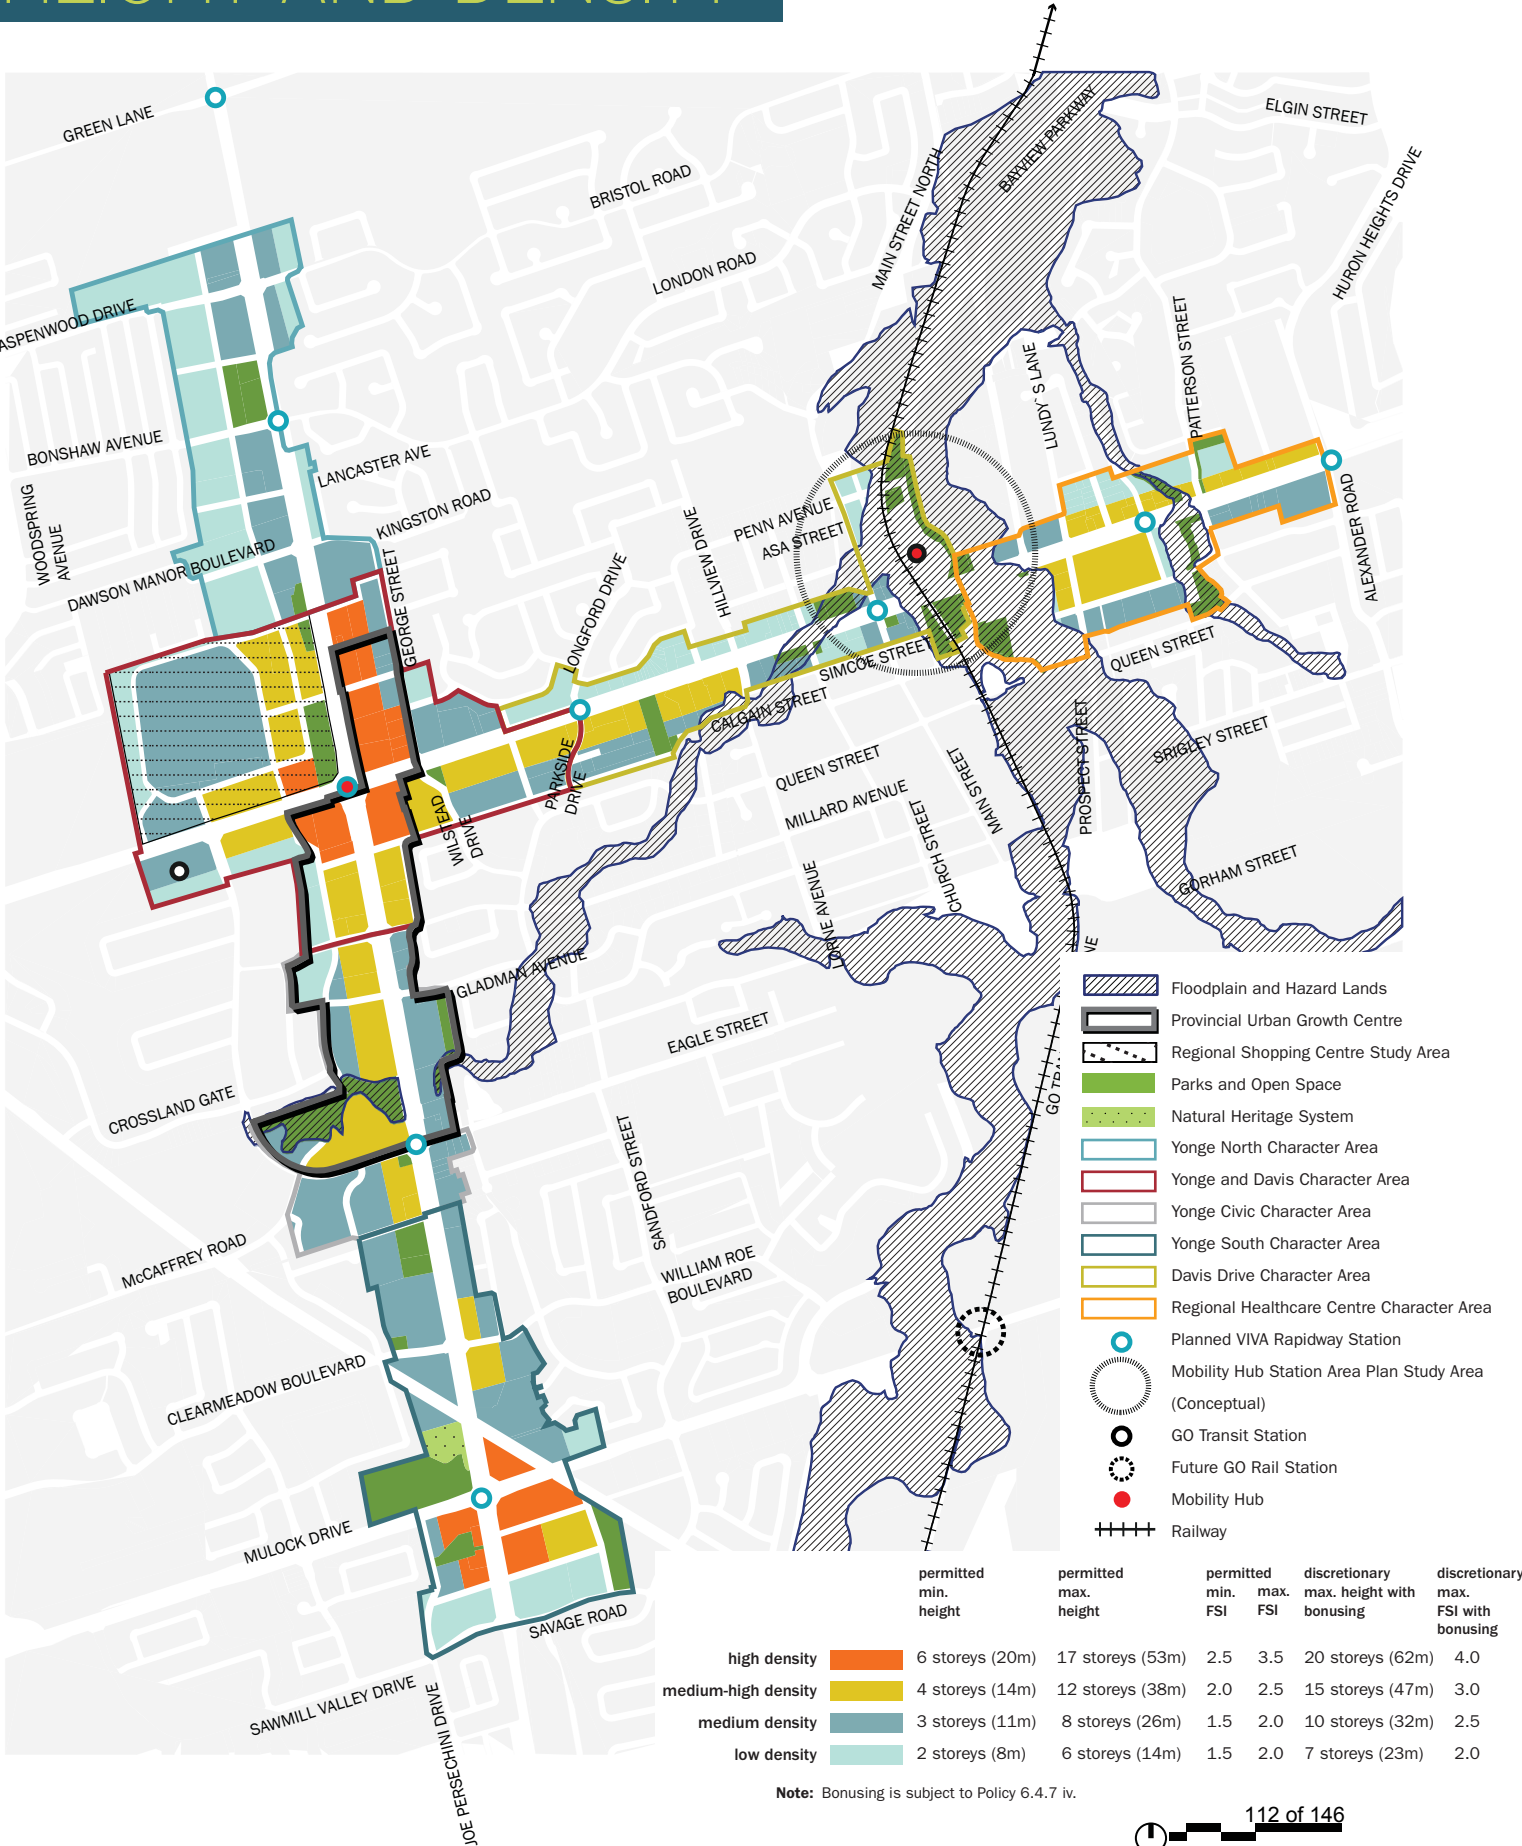 HEIGHT AND DENSITY
GREEN LANE
ELGIN STREET
BRISTOL ROAD
BAYVIEW PARKWAY
MAIN STREET NORTH
HURON HEIGHTS DRIVE
LONDON ROAD
ASPENWOOD DRIVE
PATTERSON STREET
LUNDY`S LANE
BONSHAW AVENUE
LANCASTER AVE
WOODSPRING
AVENUE
KINGSTON ROAD
ALEXANDER ROAD
PENN AVENUE
ASA STREET
HILLVIEW DRIVE
DAWSON MANOR BOULEVARD
GEORGE STREET
LONGFORD DRIVE
SIMCOE STREET
QUEEN STREET
CALGAIN STREET
SRIGLEY STREET
PROSPECT STREET
PARKSIDE
DRIVE
QUEEN STREET
MILLARD AVENUE
MAIN STREET
CHURCH STREET
WILSTEAD
DRIVE
LORNE AVENUE
GORHAM STREET
GLADMAN AVENUE
EAGLE STREET
CROSSLAND GATE
SANDFORD STREET
McCAFFREY ROAD
WILLIAM ROE
BOULEVARD
CLEARMEADOW BOULEVARD
MULOCK DRIVE
SAVAGE ROAD
SAWMILL VALLEY DRIVE
JOE PERSECHINI DRIVE
Floodplain and Hazard Lands
Provincial Urban Growth Centre
Regional Shopping Centre Study Area
Parks and Open Space
Natural Heritage System
Yonge North Character Area
Yonge and Davis Character Area
Yonge Civic Character Area
Yonge South Character Area
Davis Drive Character Area
Regional Healthcare Centre Character Area
Planned VIVA Rapidway Station
Mobility Hub Station Area Plan Study Area
(Conceptual)
GO Transit Station
Future GO Rail Station
Mobility Hub
Railway
permitted permitted permitted discretionary discretionary
min. max. min. max. max. height with max.
height height FSI FSI bonusing FSI with
bonusing
high density 6 storeys (20m) 17 storeys (53m) 2.5 3.5 20 storeys (62m) 4.0
medium-high density 4 storeys (14m) 12 storeys (38m) 2.0 2.5 15 storeys (47m) 3.0
medium density 3 storeys (11m) 8 storeys (26m) 1.5 2.0 10 storeys (32m) 2.5
low density 2 storeys (8m) 6 storeys (14m) 1.5 2.0 7 storeys (23m) 2.0
Note: Bonusing is subject to Policy 6.4.7 iv.
112 of 146